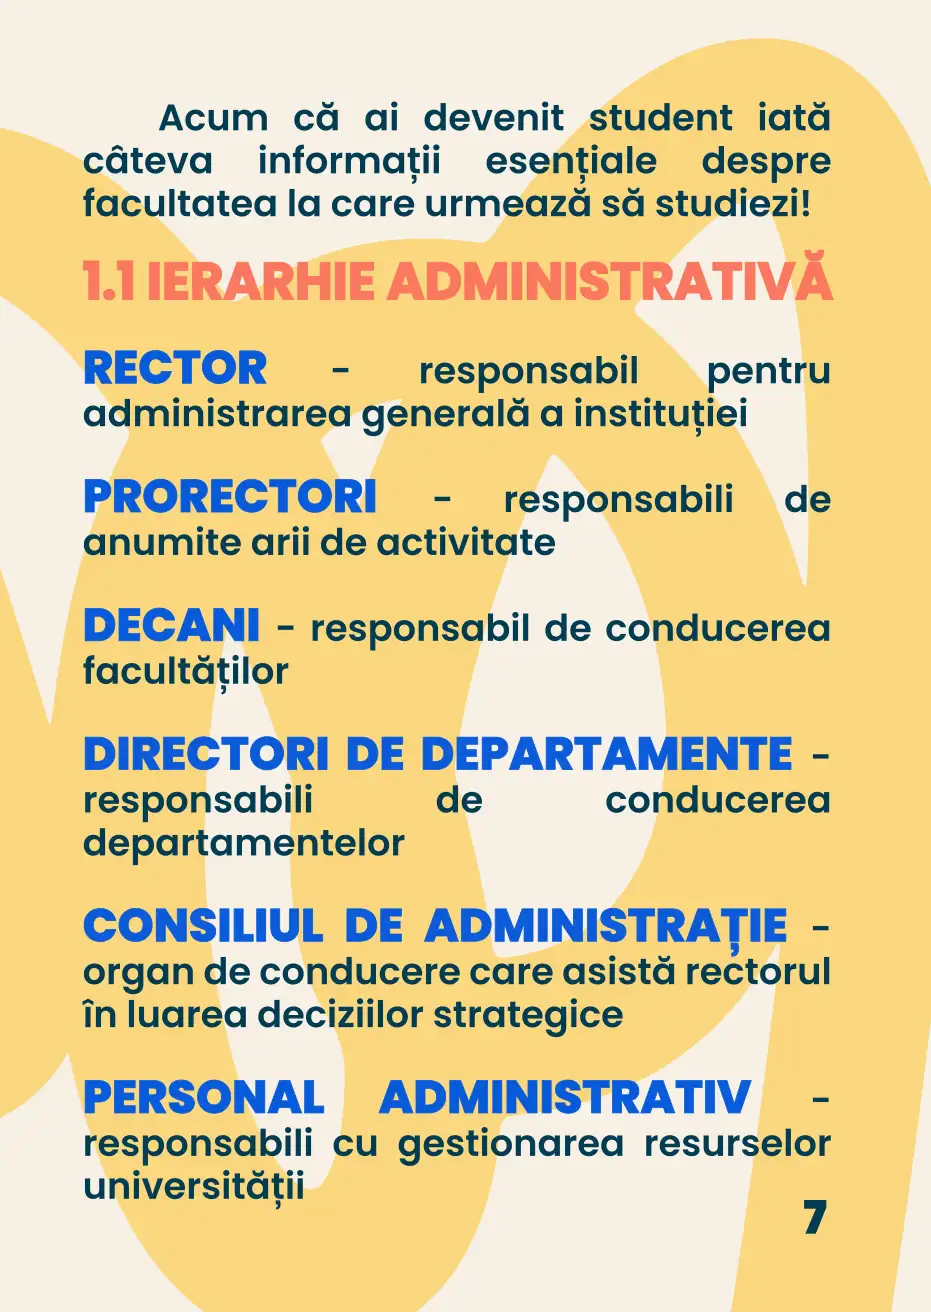 Acum că ai devenit student iată
câteva informații esențiale despre
facultatea la care urmează să studiezi!
1.1 IERARHIE ADMINISTRATIVĂ
RECTOR - responsabil pentru
administrarea generală a instituției
PRORECTORI - responsabili de
anumite arii de activitate
DECANI - responsabil de conducerea
facultăților
DIRECTORI DE DEPARTAMENTE -
responsabili de conducerea
departamentelor
CONSILIUL DE ADMINISTRAȚIE -
organ de conducere care asistă rectorul
în luarea deciziilor strategice
PERSONAL ADMINISTRATIV -
responsabili cu gestionarea resurselor
universității
7